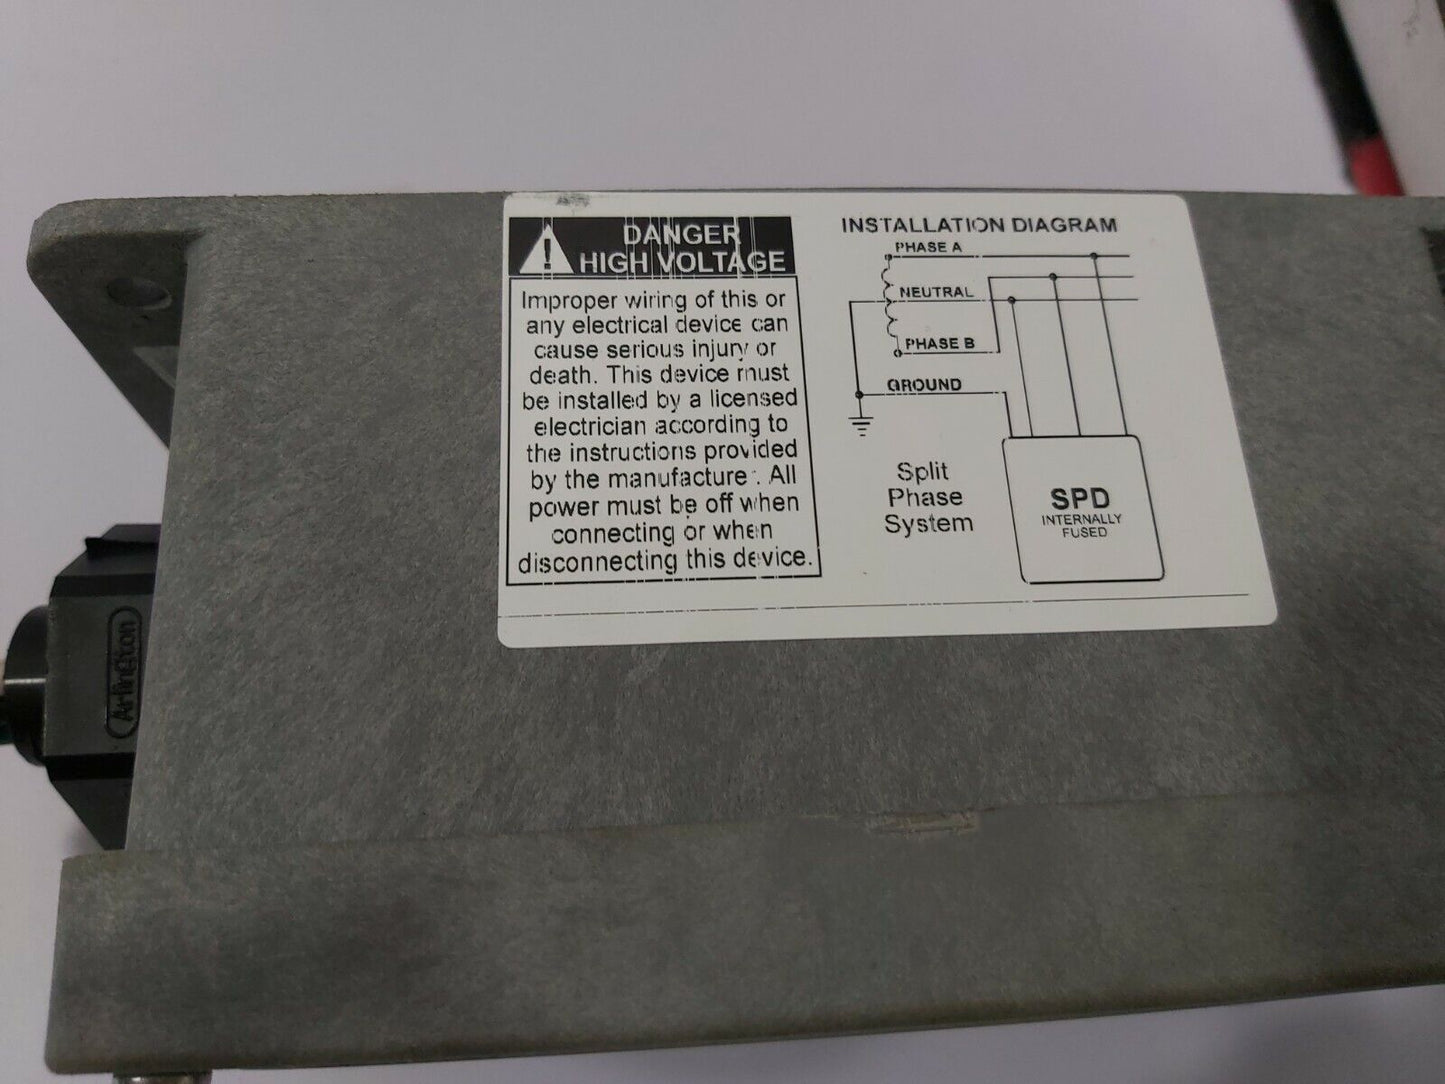 DANGER
HIGH VOLTAGE
Improper wiring of this or
any electrical device can
cause serious injury or
death. This device must
be installed by a licensed
electrician according to
the instructions provided
by the manufacturer. All
power must be off when
connecting or when
disconnecting this device.
INSTALLATION DIAGRAM
PHASE A
NEUTRAL
PHASE B
GROUND
Split
Phase
System
SPD
INTERNALLY
FUSED
Arlington